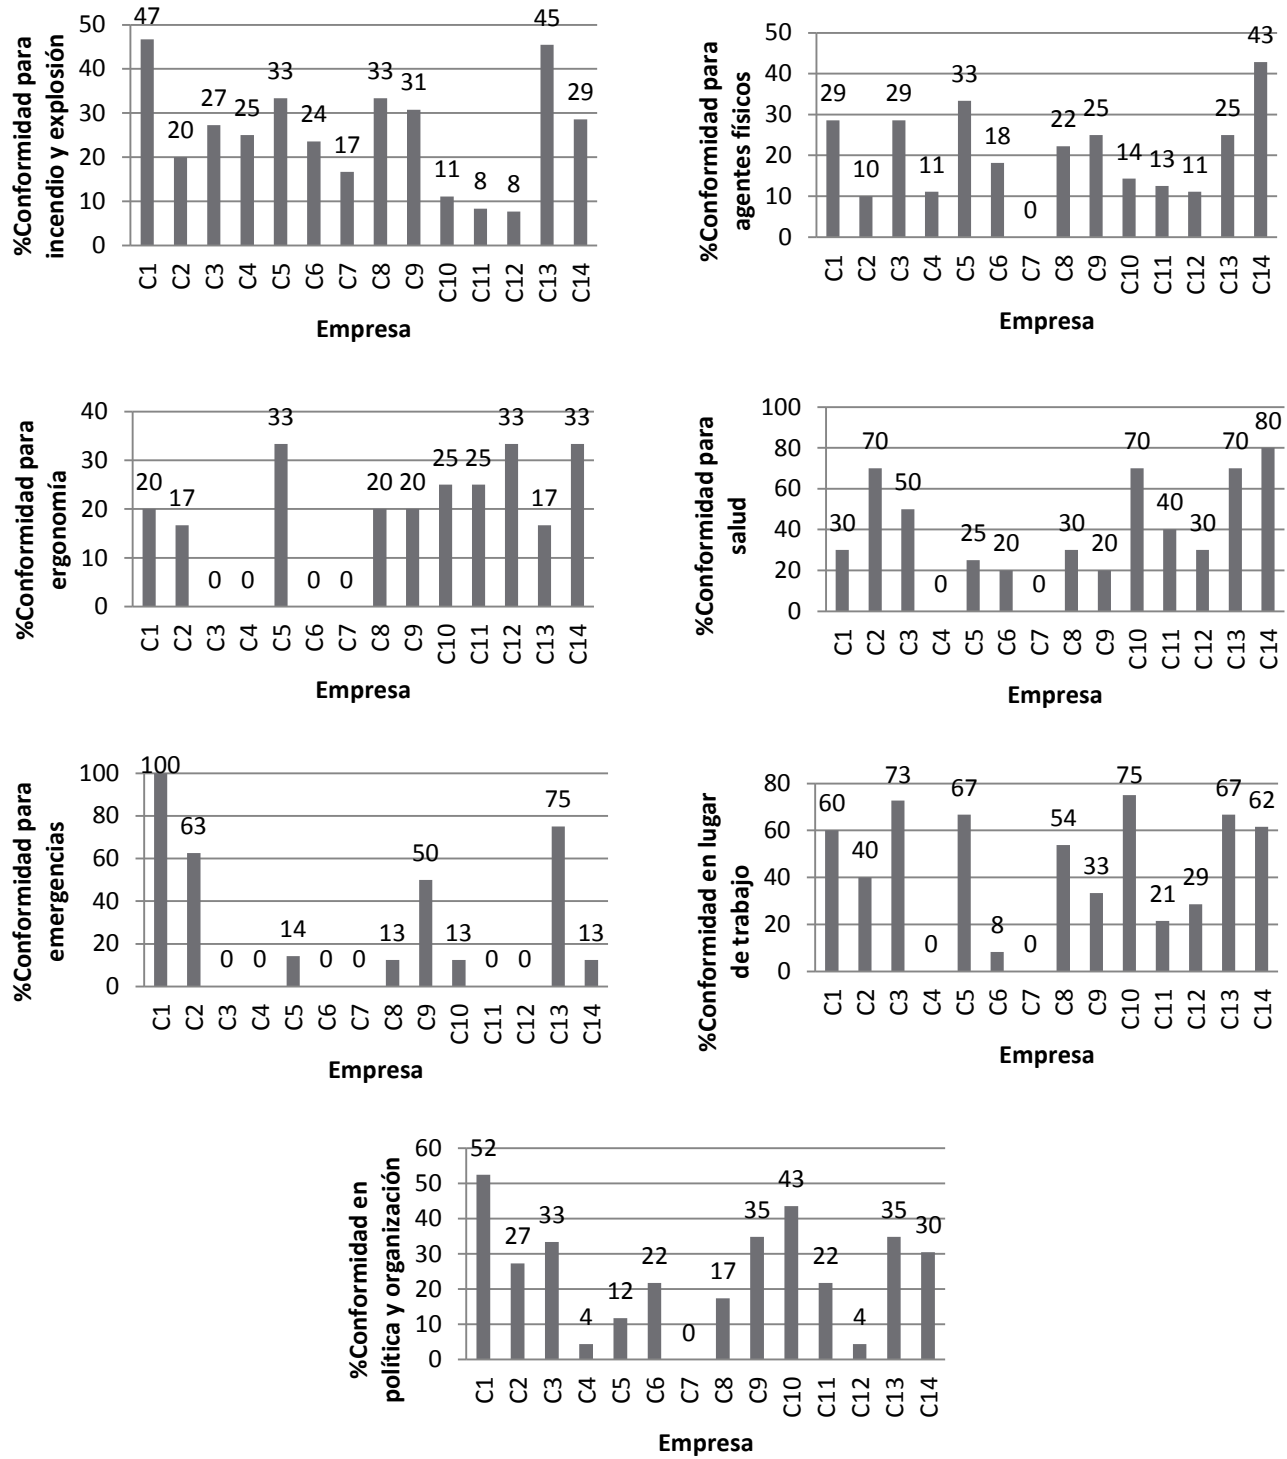 %Conformidad para
incendio y explosión
50
40
30
20
10
0
47
20
27
25
33
24
17
33
31
11
8
8
45
29
C1
C2
C3
C4
C5
C6
C7
C8
C9
C10
C11
C12
C13
C14
Empresa
%Conformidad para
agentes físicos
50
40
30
20
10
0
29
10
29
11
33
18
0
22
25
14
13
11
25
43
C1
C2
C3
C4
C5
C6
C7
C8
C9
C10
C11
C12
C13
C14
Empresa
%Conformidad para
ergonomía
40
30
20
10
0
20
17
0
0
33
0
0
20
20
25
25
33
17
33
C1
C2
C3
C4
C5
C6
C7
C8
C9
C10
C11
C12
C13
C14
Empresa
%Conformidad para
salud
100
80
60
40
20
0
30
70
50
0
25
20
0
30
20
70
40
30
70
80
C1
C2
C3
C4
C5
C6
C7
C8
C9
C10
C11
C12
C13
C14
Empresa
%Conformidad para
emergencias
100
80
60
40
20
0
100
63
0
0
14
0
0
13
50
13
0
0
75
13
C1
C2
C3
C4
C5
C6
C7
C8
C9
C10
C11
C12
C13
C14
Empresa
%Conformidad en lugar
de trabajo
80
60
40
20
0
60
40
73
0
67
8
0
54
33
75
21
29
67
62
C1
C2
C3
C4
C5
C6
C7
C8
C9
C10
C11
C12
C13
C14
Empresa
%Conformidad en
política y organización
60
50
40
30
20
10
0
52
27
33
4
12
22
0
17
35
43
22
4
35
30
C1
C2
C3
C4
C5
C6
C7
C8
C9
C10
C11
C12
C13
C14
Empresa